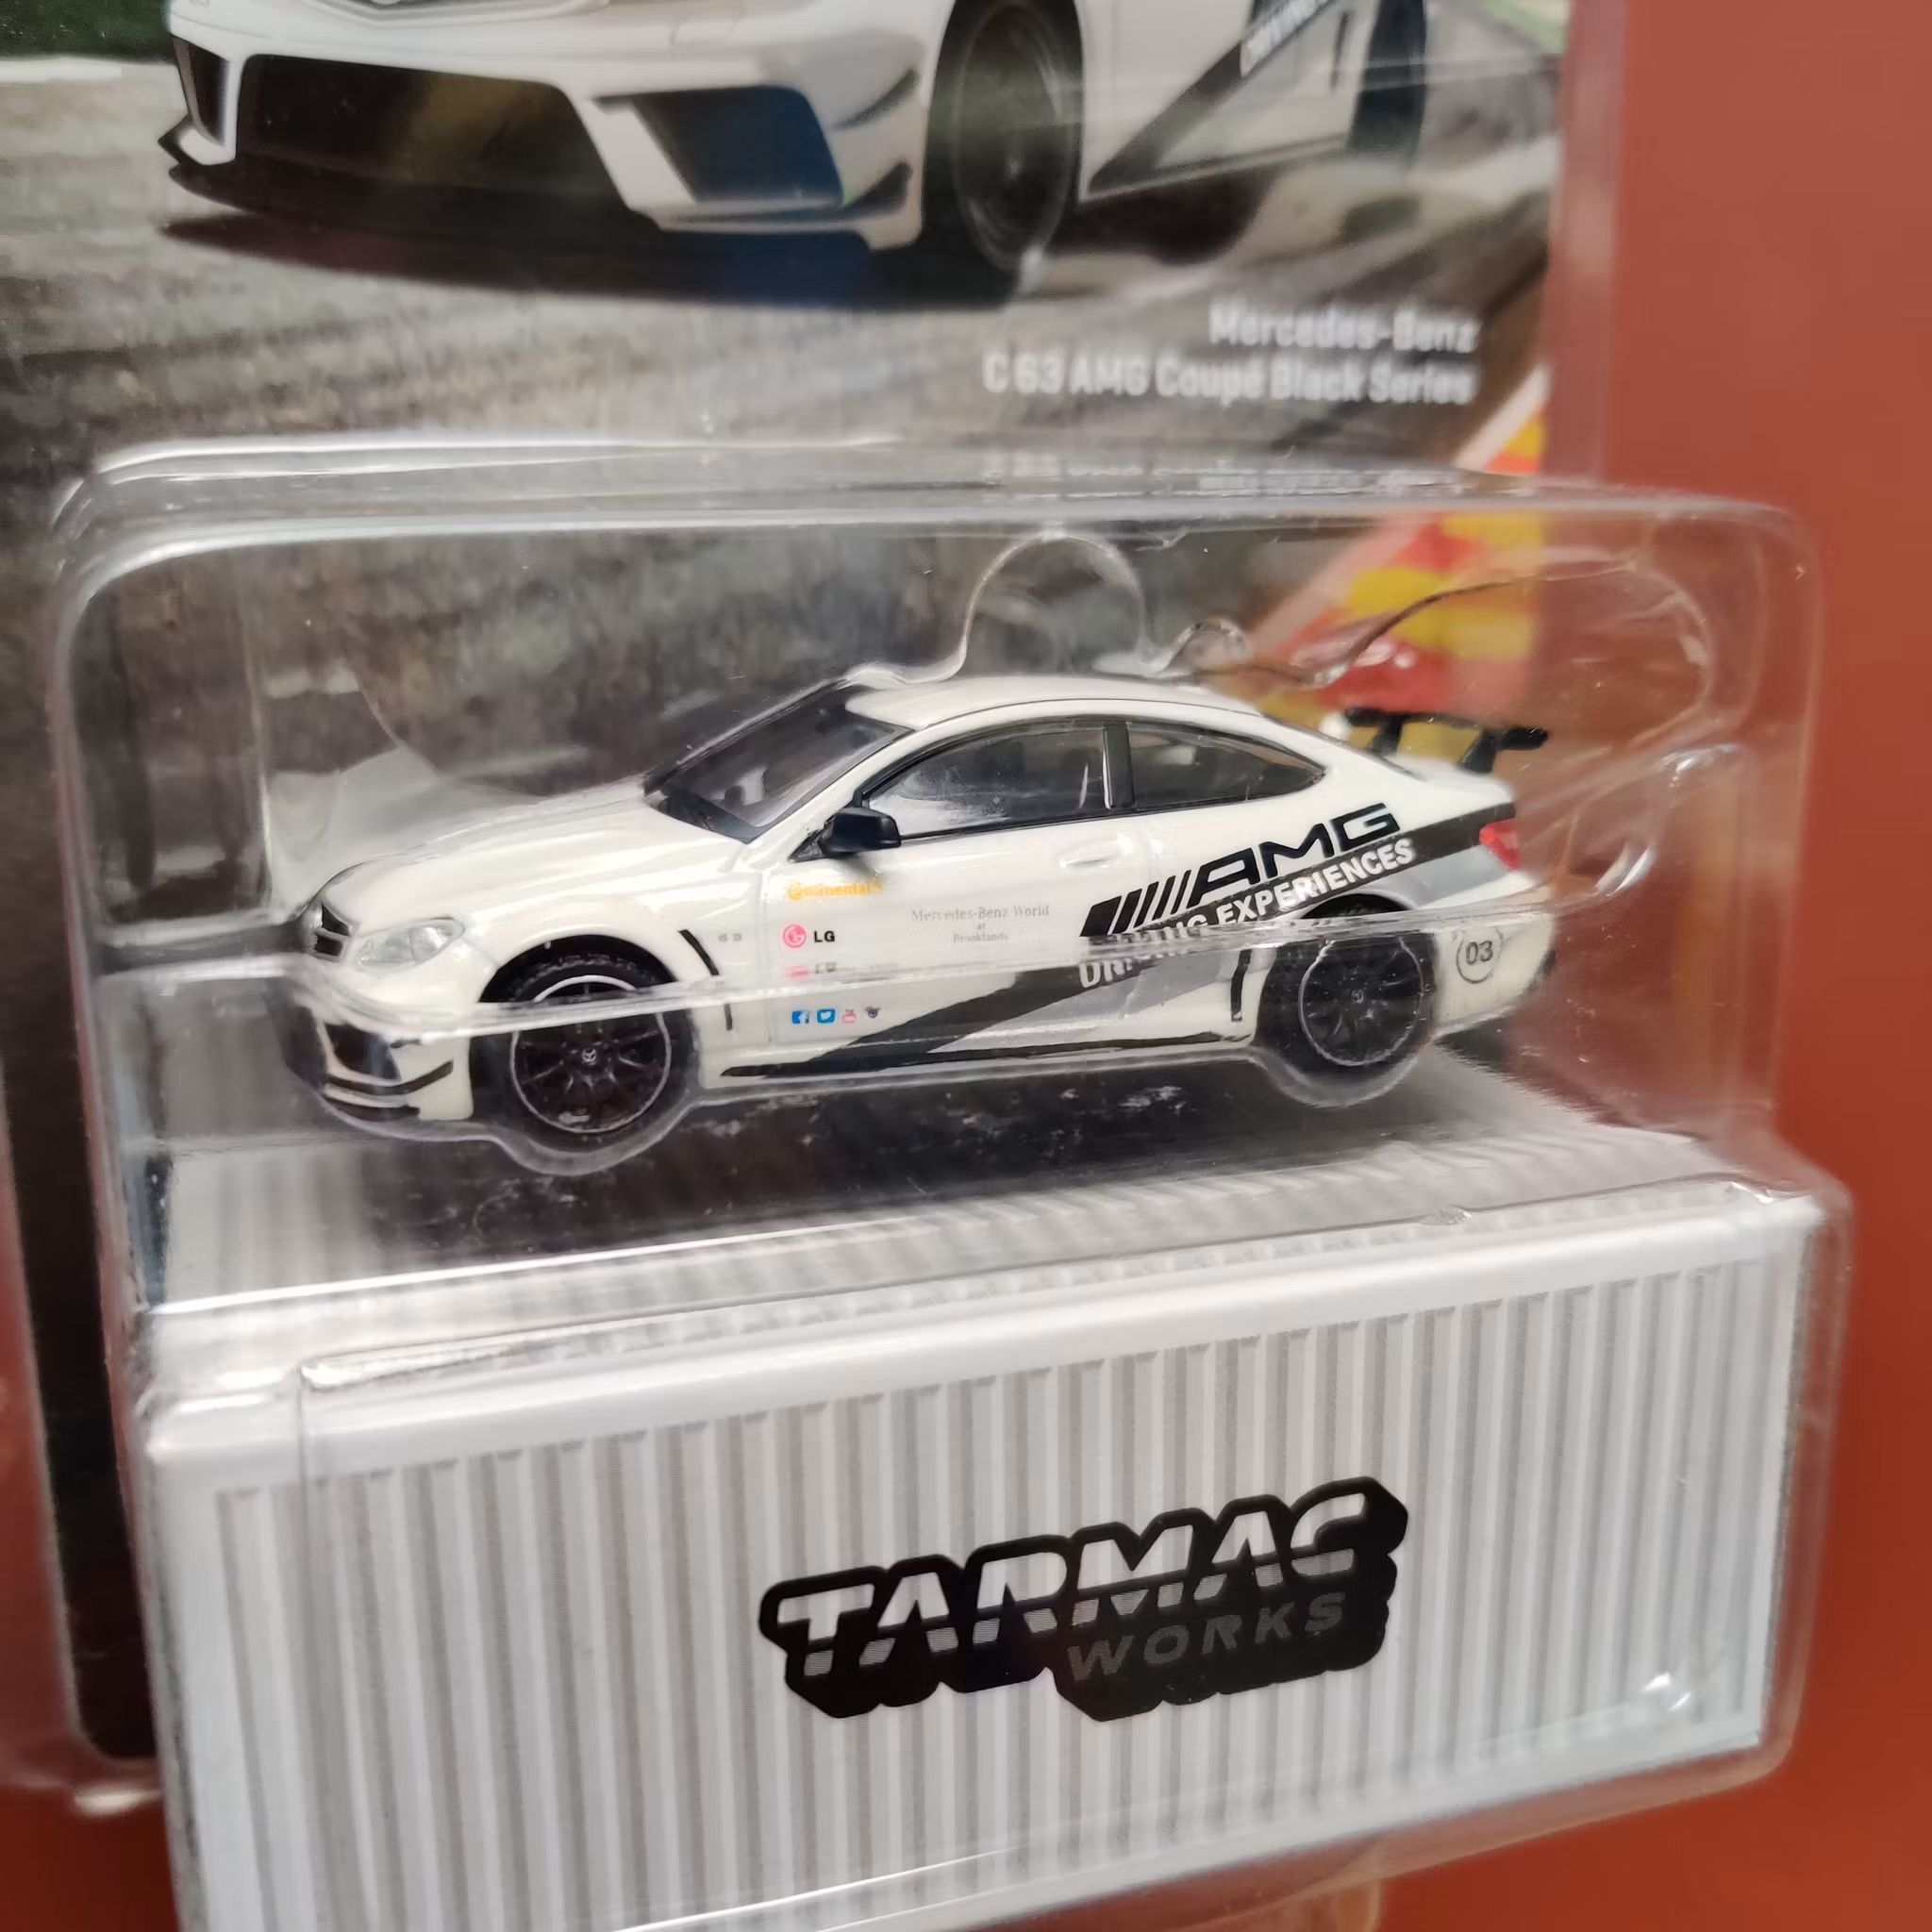 Mercedes-Benz
C 63 AMG Coupé Black Series
AMG
DRIVING EXPERIENCES
Continental
LG
Mercedes-Benz World
at
Brooklands
03
TARMAC
WORKS